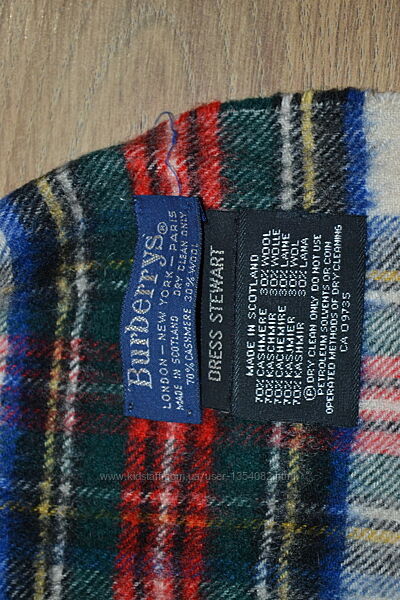 Burberrys®
LONDON – NEW YORK – PARIS
MADE IN SCOTLAND DRY CLEAN ONLY
70% CASHMERE 30% WOOL
DRESS STEWART
MADE IN SCOTLAND
70% CASHMERE 30% WOOL
70% KASCHMIR 30% WOLLE
70% CACHEMIRE 30% LAINE
70% KASJMIER 30% WOL
70% KASHMIR 30% LANA
Ⓟ DRY CLEAN ONLY DO NOT USE
PETROLEUM SOLVENTS OR COIN
OPERATED METHODS OF DRY CLEANING
CA 09735